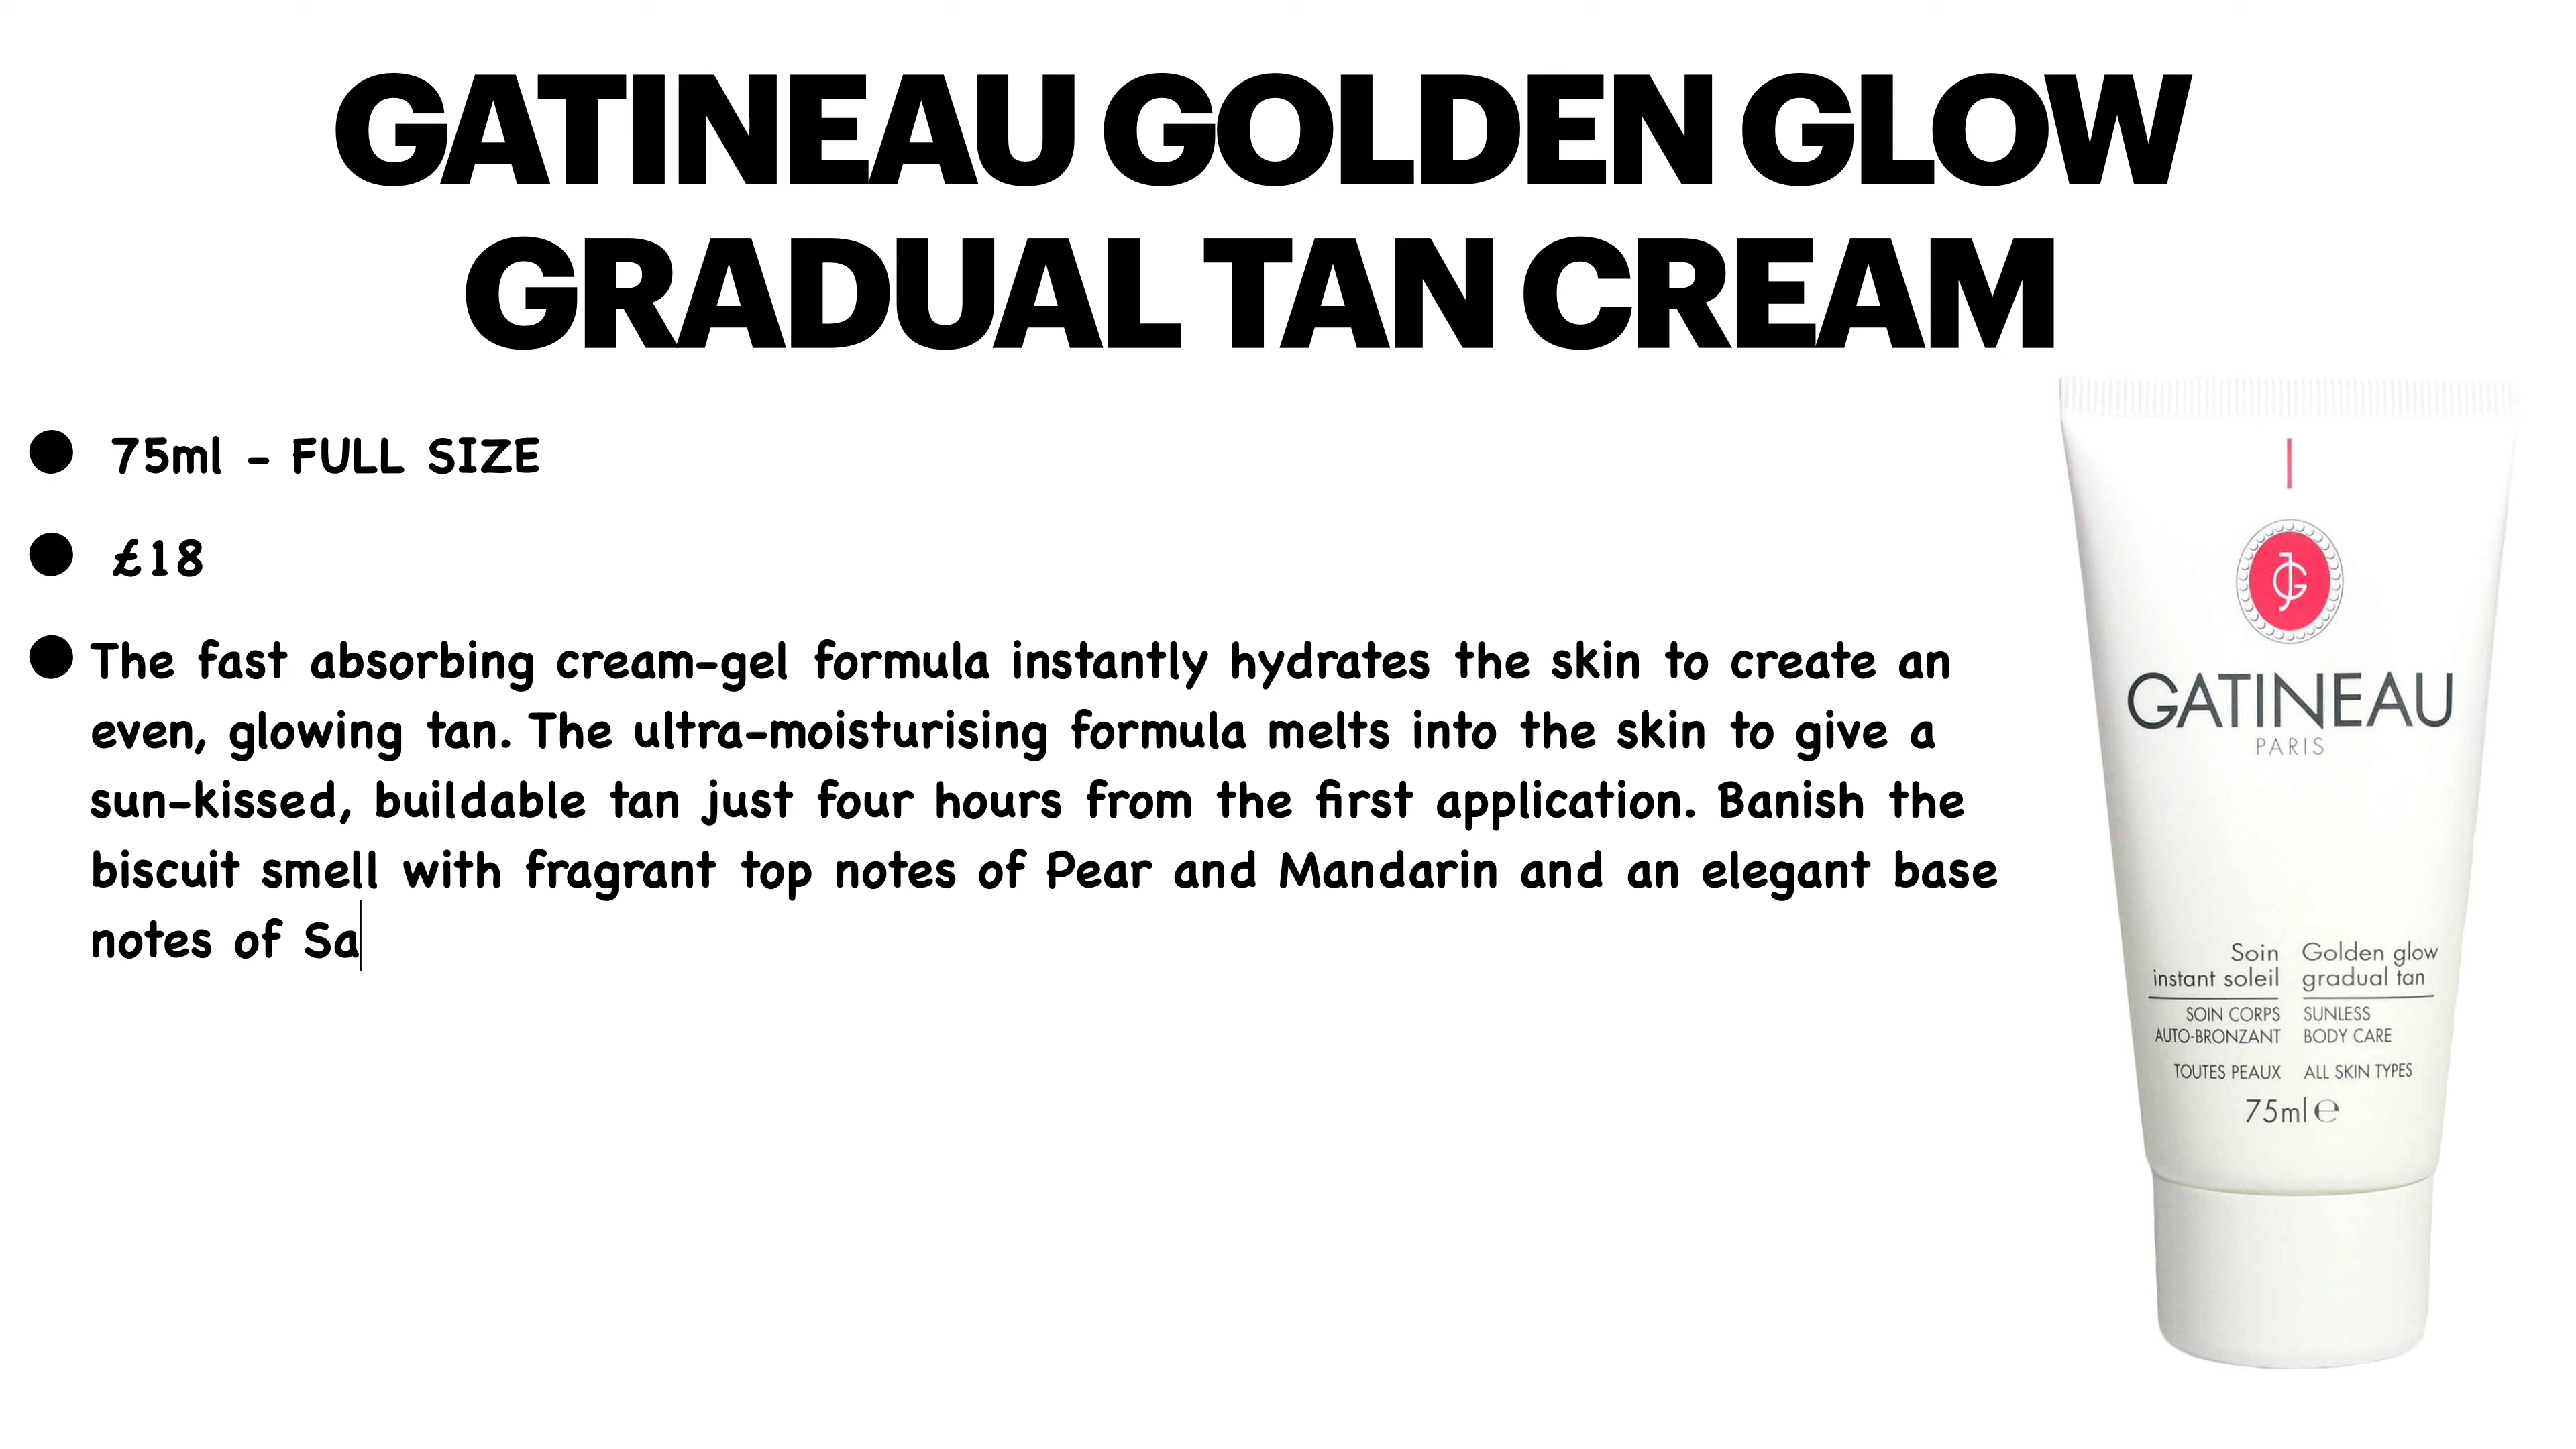 GATINEAU GOLDEN GLOW
GRADUAL TAN CREAM
● 75ml - FULL SIZE
● £18
● The fast absorbing cream-gel formula instantly hydrates the skin to create an
even, glowing tan. The ultra-moisturising formula melts into the skin to give a
sun-kissed, buildable tan just four hours from the first application. Banish the
biscuit smell with fragrant top notes of Pear and Mandarin and an elegant base
notes of Sa
GATINEAU
PARIS
Soin Golden glow
instant soleil gradual tan
SOIN CORPS SUNLESS
AUTO-BRONZANT BODY CARE
TOUTES PEAUX ALL SKIN TYPES
75ml ℮